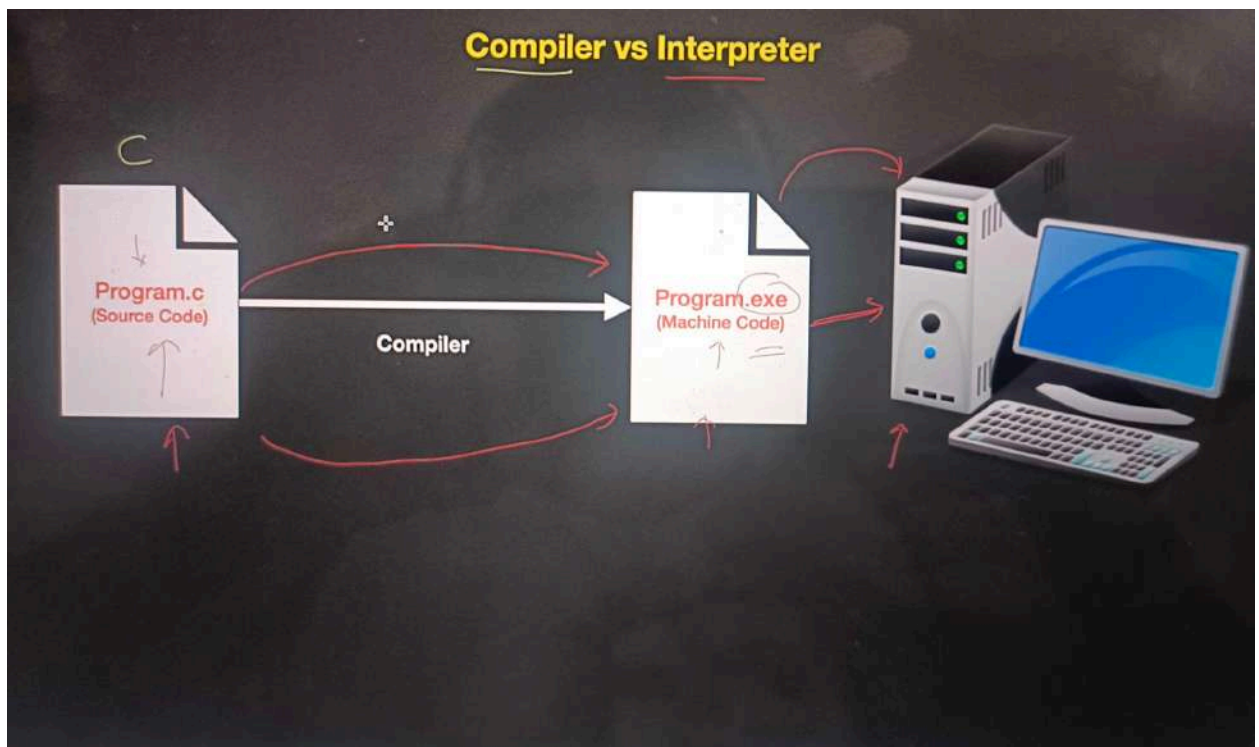 Compiler vs Interpreter
C
Program.c
(Source Code)
Compiler
Program.exe
(Machine Code)